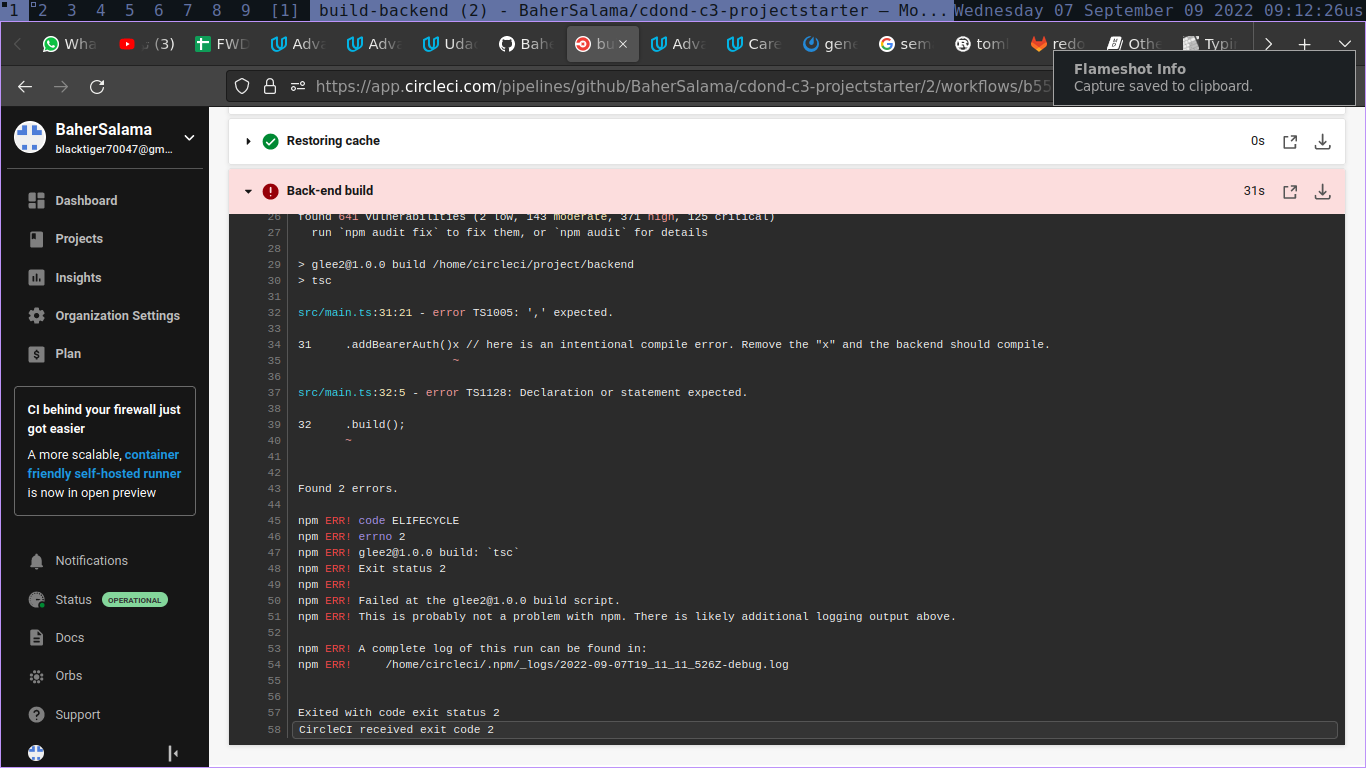 1 2 3 4 5 6 7 8 9 [1] build-backend (2) - BaherSalama/cdond-c3-projectstarter — Mo... Wednesday 07 September 09 2022 09:12:26us
Wha (3) FWD Adva Adva Uda Bahe bu × Adva Care gene sem toml redo Othe Typin
https://app.circleci.com/pipelines/github/BaherSalama/cdond-c3-projectstarter/2/workflows/b55
Flameshot Info
Capture saved to clipboard.
BaherSalama
blacktiger70047@gm...
Dashboard
Projects
Insights
Organization Settings
Plan
CI behind your firewall just
got easier
A more scalable, container
friendly self-hosted runner
is now in open preview
Notifications
Status OPERATIONAL
Docs
Orbs
Support
Restoring cache 0s
Back-end build 31s
26 found 641 vulnerabilities (2 low, 143 moderate, 371 high, 125 critical)
27 run `npm audit fix` to fix them, or `npm audit` for details
28
29 > glee2@1.0.0 build /home/circleci/project/backend
30 > tsc
31
32 src/main.ts:31:21 - error TS1005: ',' expected.
33
34 31 .addBearerAuth()x // here is an intentional compile error. Remove the "x" and the backend should compile.
35 ~
36
37 src/main.ts:32:5 - error TS1128: Declaration or statement expected.
38
39 32 .build();
40 ~
41
42
43 Found 2 errors.
44
45 npm ERR! code ELIFECYCLE
46 npm ERR! errno 2
47 npm ERR! glee2@1.0.0 build: `tsc`
48 npm ERR! Exit status 2
49 npm ERR!
50 npm ERR! Failed at the glee2@1.0.0 build script.
51 npm ERR! This is probably not a problem with npm. There is likely additional logging output above.
52
53 npm ERR! A complete log of this run can be found in:
54 npm ERR! /home/circleci/.npm/_logs/2022-09-07T19_11_11_526Z-debug.log
55
56
57 Exited with code exit status 2
58 CircleCI received exit code 2